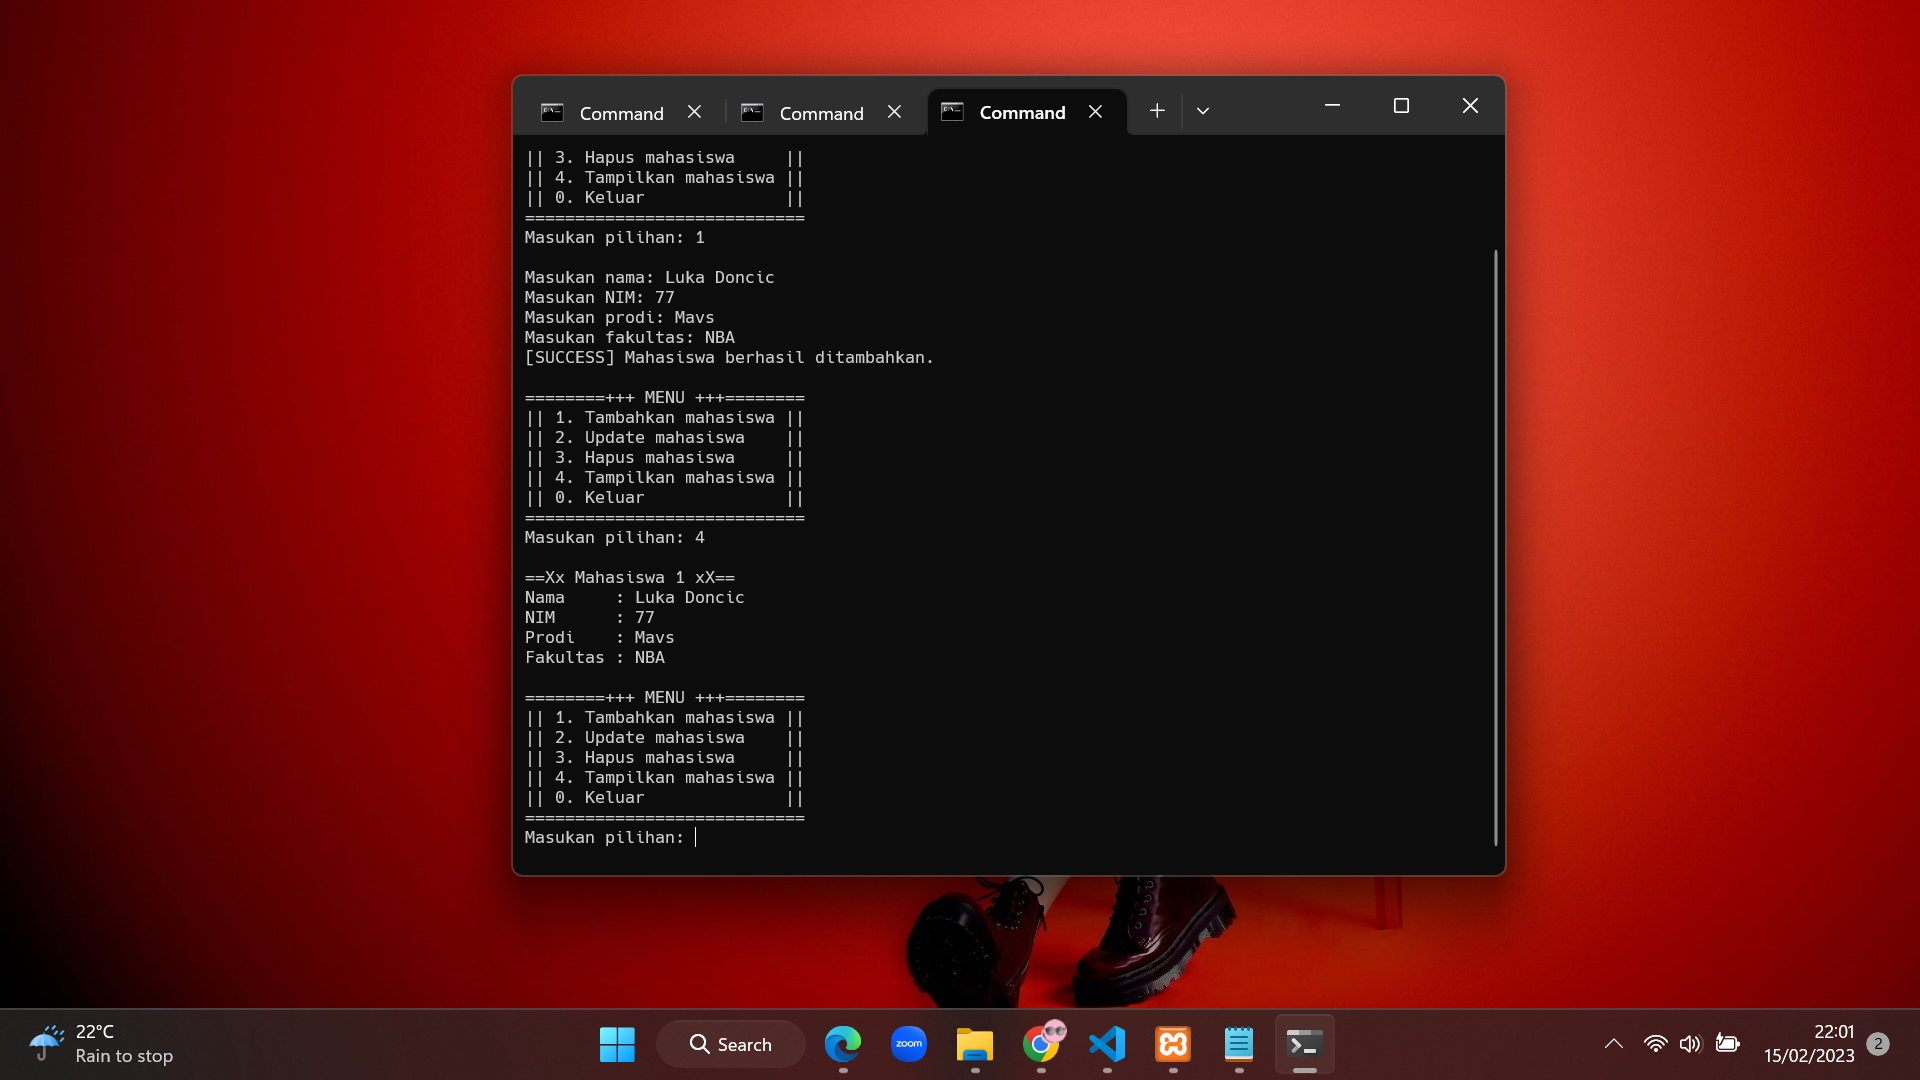 Command
Command
Command
|| 3. Hapus mahasiswa     ||
|| 4. Tampilkan mahasiswa ||
|| 0. Keluar              ||
============================
Masukan pilihan: 1
Masukan nama: Luka Doncic
Masukan NIM: 77
Masukan prodi: Mavs
Masukan fakultas: NBA
[SUCCESS] Mahasiswa berhasil ditambahkan.
========+++ MENU +++========
|| 1. Tambahkan mahasiswa ||
|| 2. Update mahasiswa    ||
|| 3. Hapus mahasiswa     ||
|| 4. Tampilkan mahasiswa ||
|| 0. Keluar              ||
============================
Masukan pilihan: 4
==Xx Mahasiswa 1 xX==
Nama     : Luka Doncic
NIM      : 77
Prodi    : Mavs
Fakultas : NBA
========+++ MENU +++========
|| 1. Tambahkan mahasiswa ||
|| 2. Update mahasiswa    ||
|| 3. Hapus mahasiswa     ||
|| 4. Tampilkan mahasiswa ||
|| 0. Keluar              ||
============================
Masukan pilihan:
22°C
Rain to stop
Search
zoom
22:01
15/02/2023
2